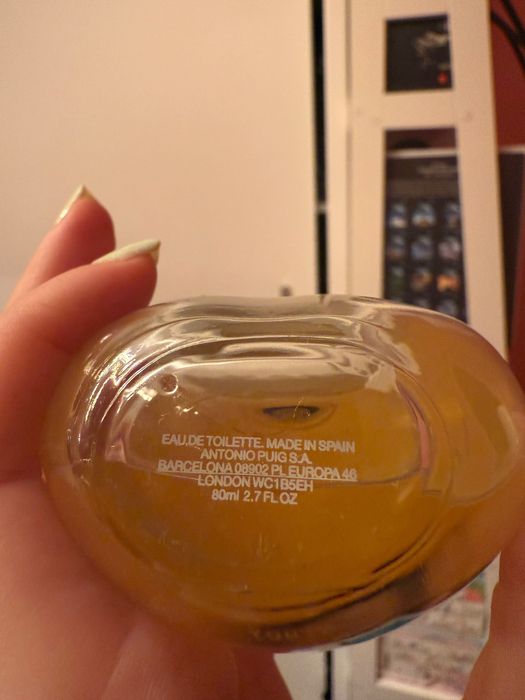 EAU.DE TOILETTE. MADE IN SPAIN
ANTONIO PUIG S.A.
BARCELONA 08902 PL EUROPA 46
LONDON WC1B5EH
80ml 2.7 FL OZ